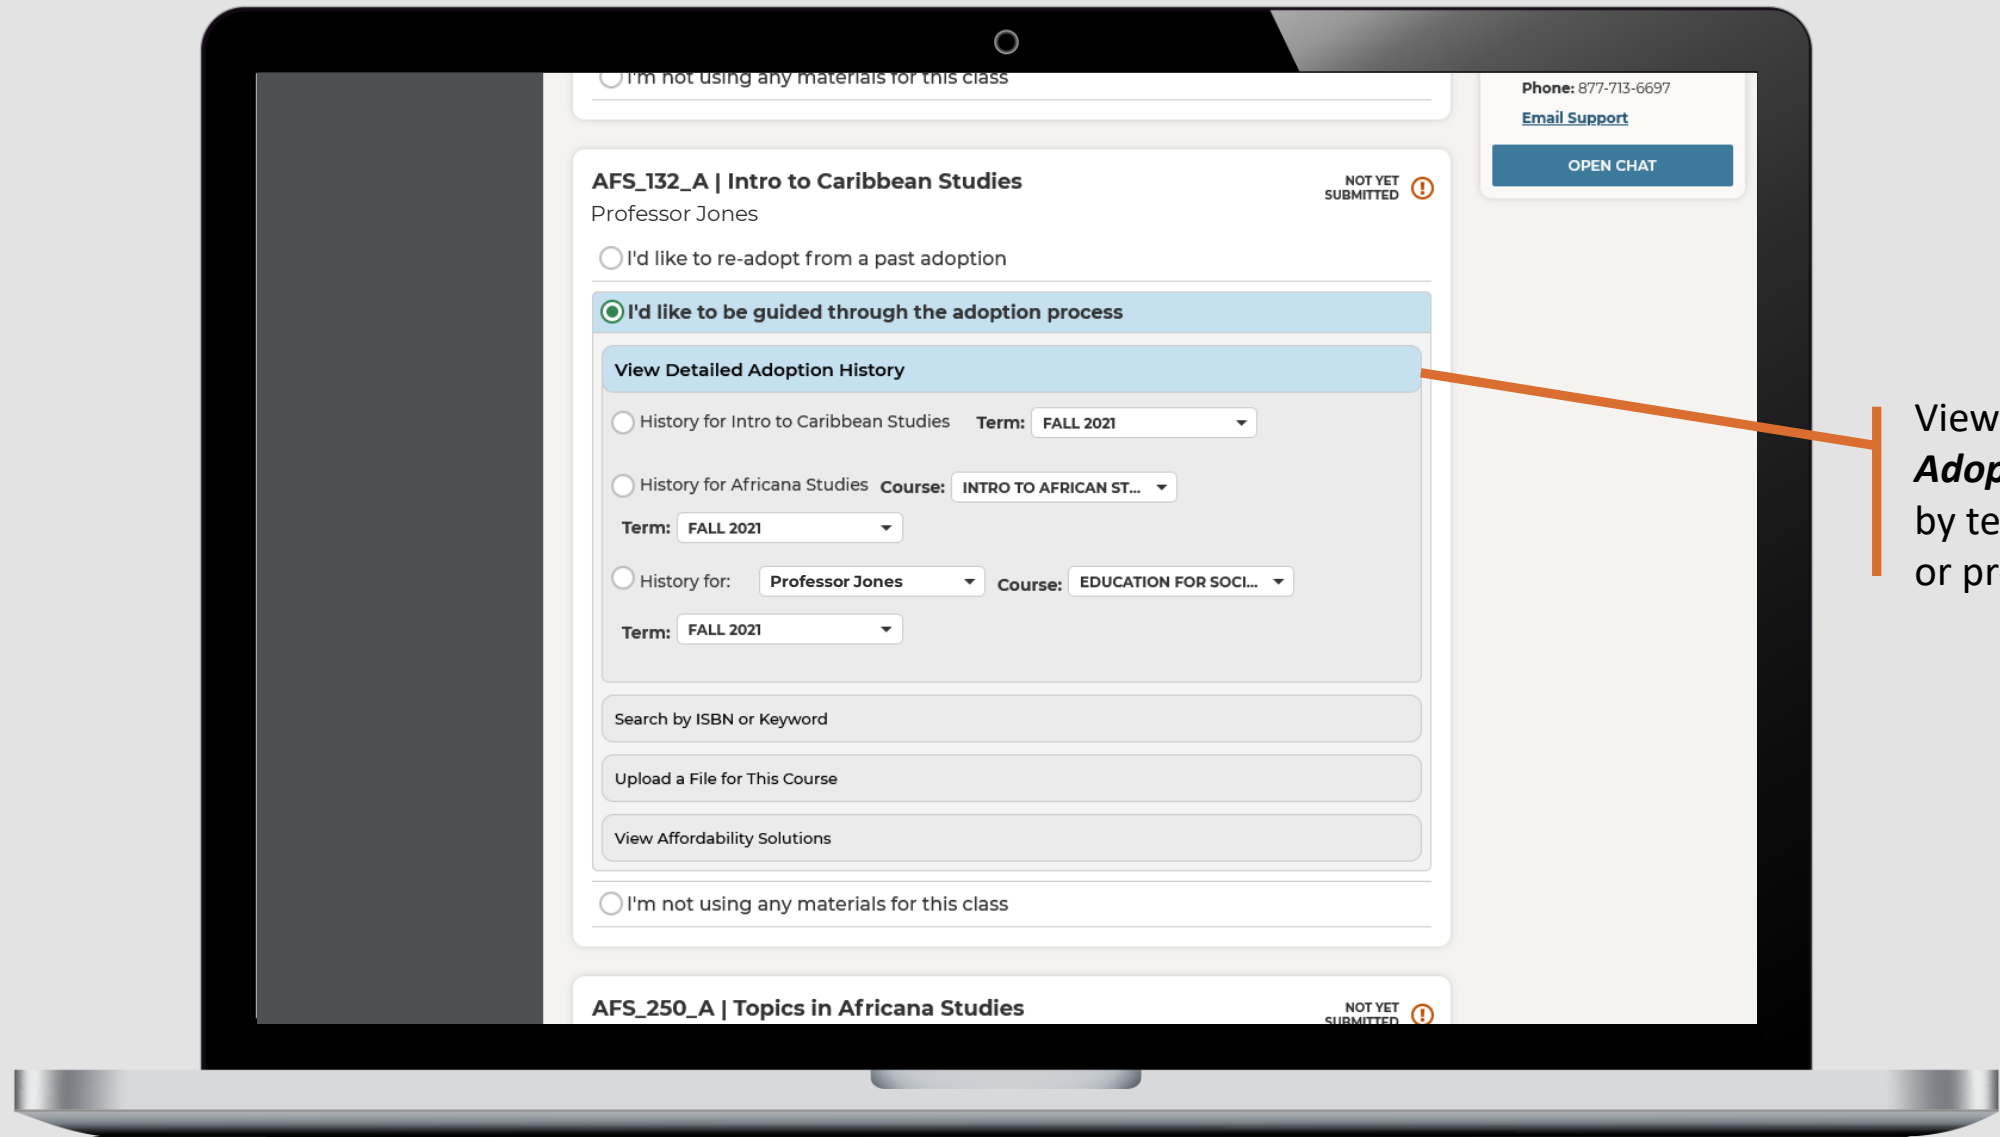 I'm not using any materials for this class
Phone: 877-713-6697
Email Support
OPEN CHAT
AFS_132_A | Intro to Caribbean Studies
NOT YET
SUBMITTED
Professor Jones
I'd like to re-adopt from a past adoption
I'd like to be guided through the adoption process
View Detailed Adoption History
History for Intro to Caribbean Studies Term: FALL 2021
History for Africana Studies Course: INTRO TO AFRICAN ST...
Term: FALL 2021
History for: Professor Jones Course: EDUCATION FOR SOCI...
Term: FALL 2021
Search by ISBN or Keyword
Upload a File for This Course
View Affordability Solutions
I'm not using any materials for this class
AFS_250_A | Topics in Africana Studies
NOT YET
SUBMITTED
View
Adop
by te
or pr